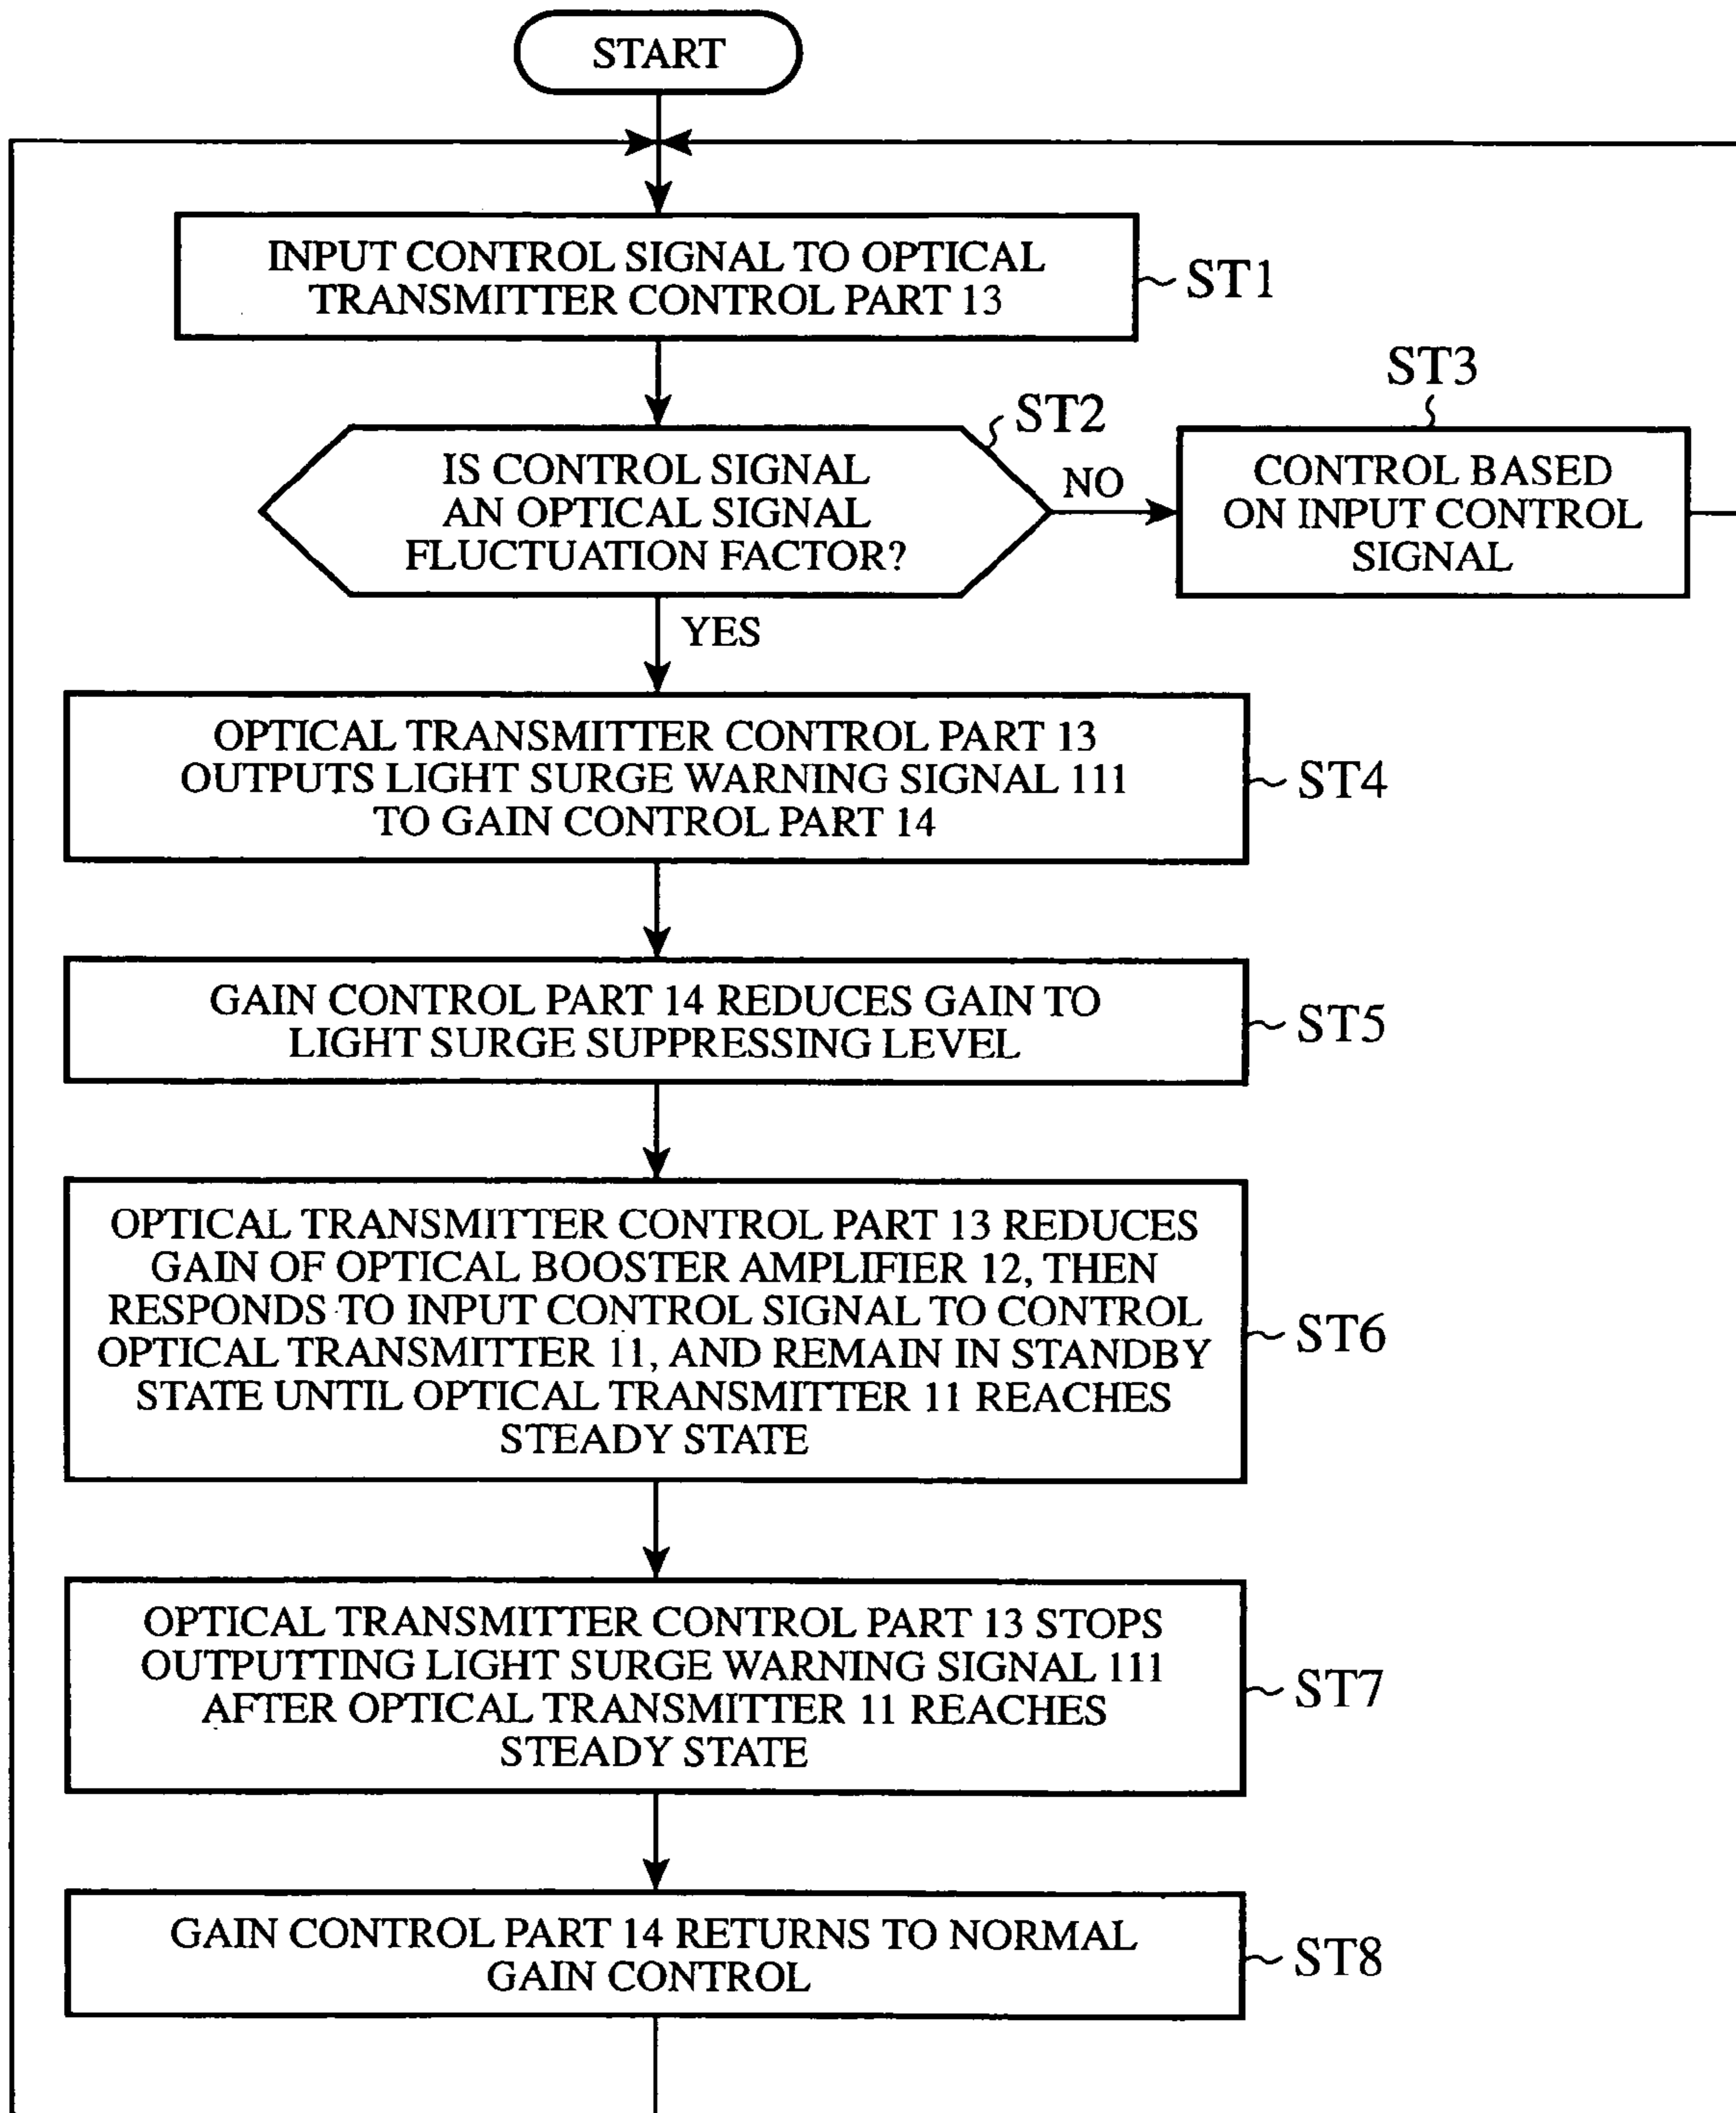 START
INPUT CONTROL SIGNAL TO OPTICAL
TRANSMITTER CONTROL PART 13
ST1
IS CONTROL SIGNAL
AN OPTICAL SIGNAL
FLUCTUATION FACTOR?
ST2
NO
ST3
CONTROL BASED
ON INPUT CONTROL
SIGNAL
YES
OPTICAL TRANSMITTER CONTROL PART 13
OUTPUTS LIGHT SURGE WARNING SIGNAL 111
TO GAIN CONTROL PART 14
ST4
GAIN CONTROL PART 14 REDUCES GAIN TO
LIGHT SURGE SUPPRESSING LEVEL
ST5
OPTICAL TRANSMITTER CONTROL PART 13 REDUCES
GAIN OF OPTICAL BOOSTER AMPLIFIER 12, THEN
RESPONDS TO INPUT CONTROL SIGNAL TO CONTROL
OPTICAL TRANSMITTER 11, AND REMAIN IN STANDBY
STATE UNTIL OPTICAL TRANSMITTER 11 REACHES
STEADY STATE
ST6
OPTICAL TRANSMITTER CONTROL PART 13 STOPS
OUTPUTTING LIGHT SURGE WARNING SIGNAL 111
AFTER OPTICAL TRANSMITTER 11 REACHES
STEADY STATE
ST7
GAIN CONTROL PART 14 RETURNS TO NORMAL
GAIN CONTROL
ST8